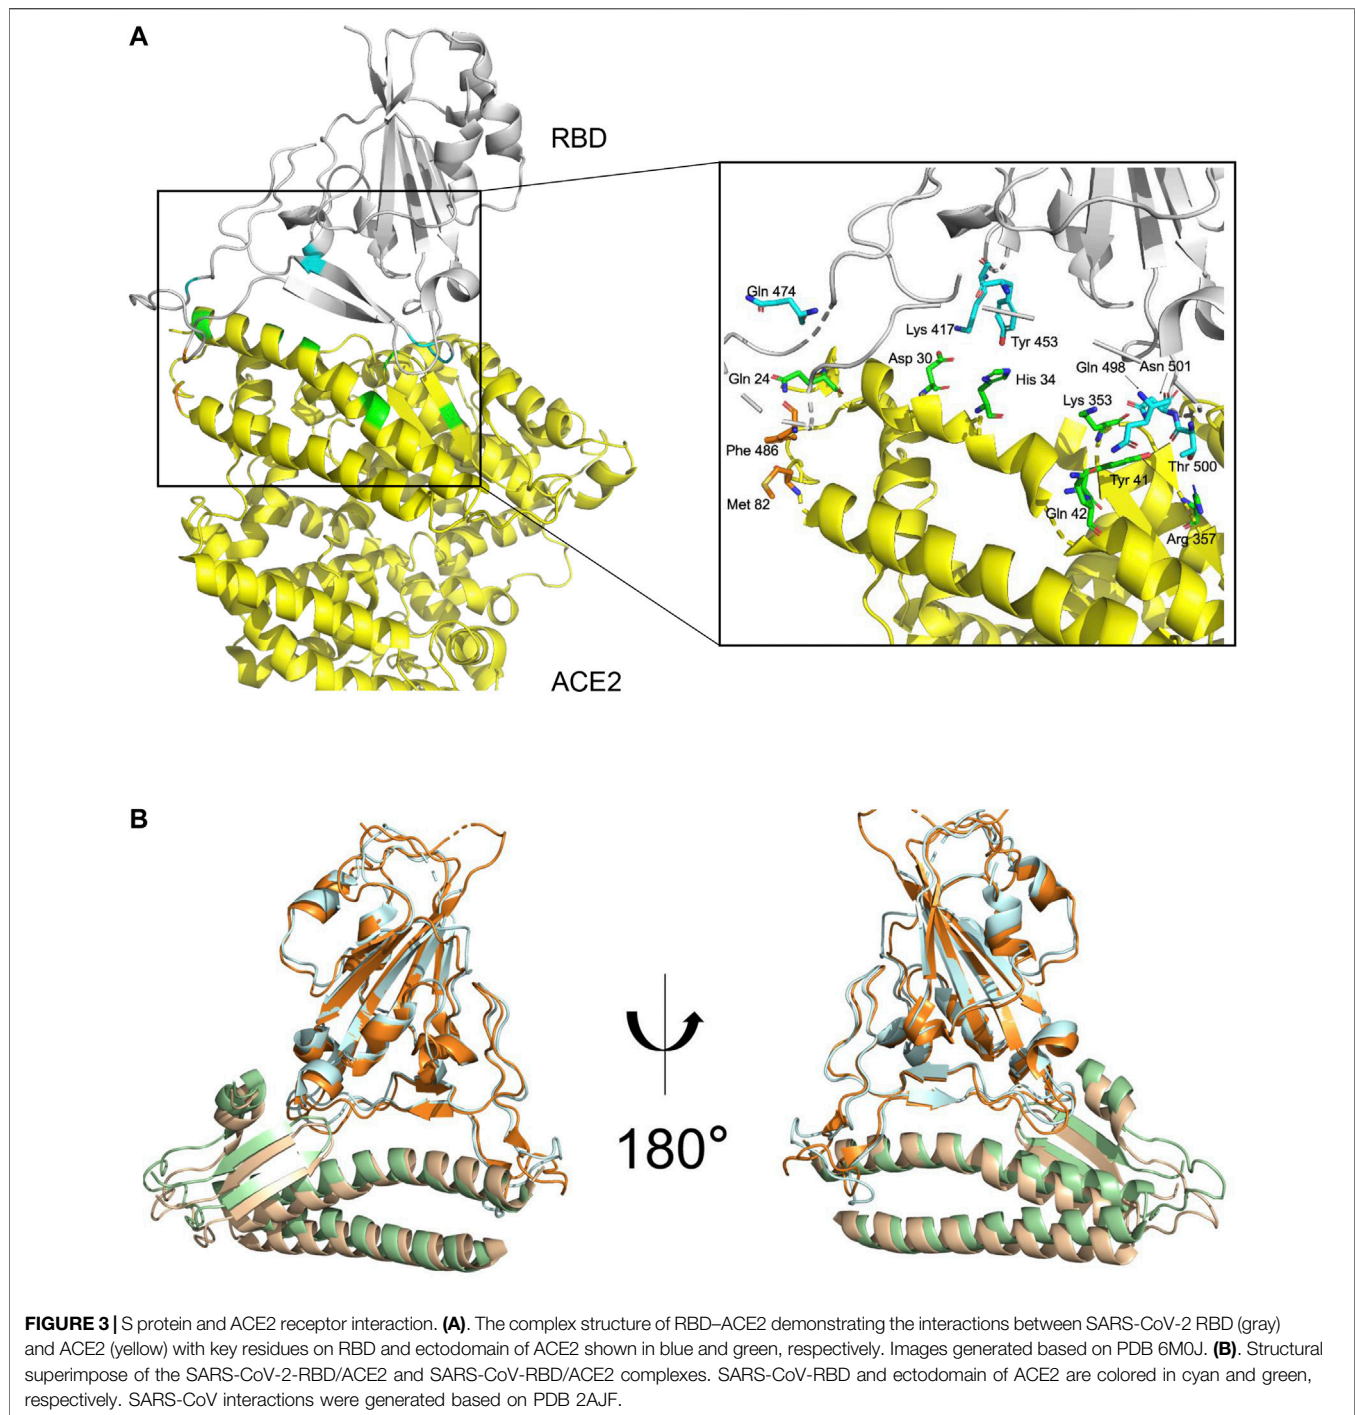 A
RBD
Gln 474
Lys 417
Tyr 453
Asp 30
Gln 498
Asn 501
Gln 24
His 34
Lys 353
Phe 486
Thr 500
Tyr 41
Met 82
Gln 42
Arg 357
ACE2
B
180°
FIGURE 3 | S protein and ACE2 receptor interaction. (A). The complex structure of RBD–ACE2 demonstrating the interactions between SARS-CoV-2 RBD (gray)
and ACE2 (yellow) with key residues on RBD and ectodomain of ACE2 shown in blue and green, respectively. Images generated based on PDB 6M0J. (B). Structural
superimpose of the SARS-CoV-2-RBD/ACE2 and SARS-CoV-RBD/ACE2 complexes. SARS-CoV-RBD and ectodomain of ACE2 are colored in cyan and green,
respectively. SARS-CoV interactions were generated based on PDB 2AJF.